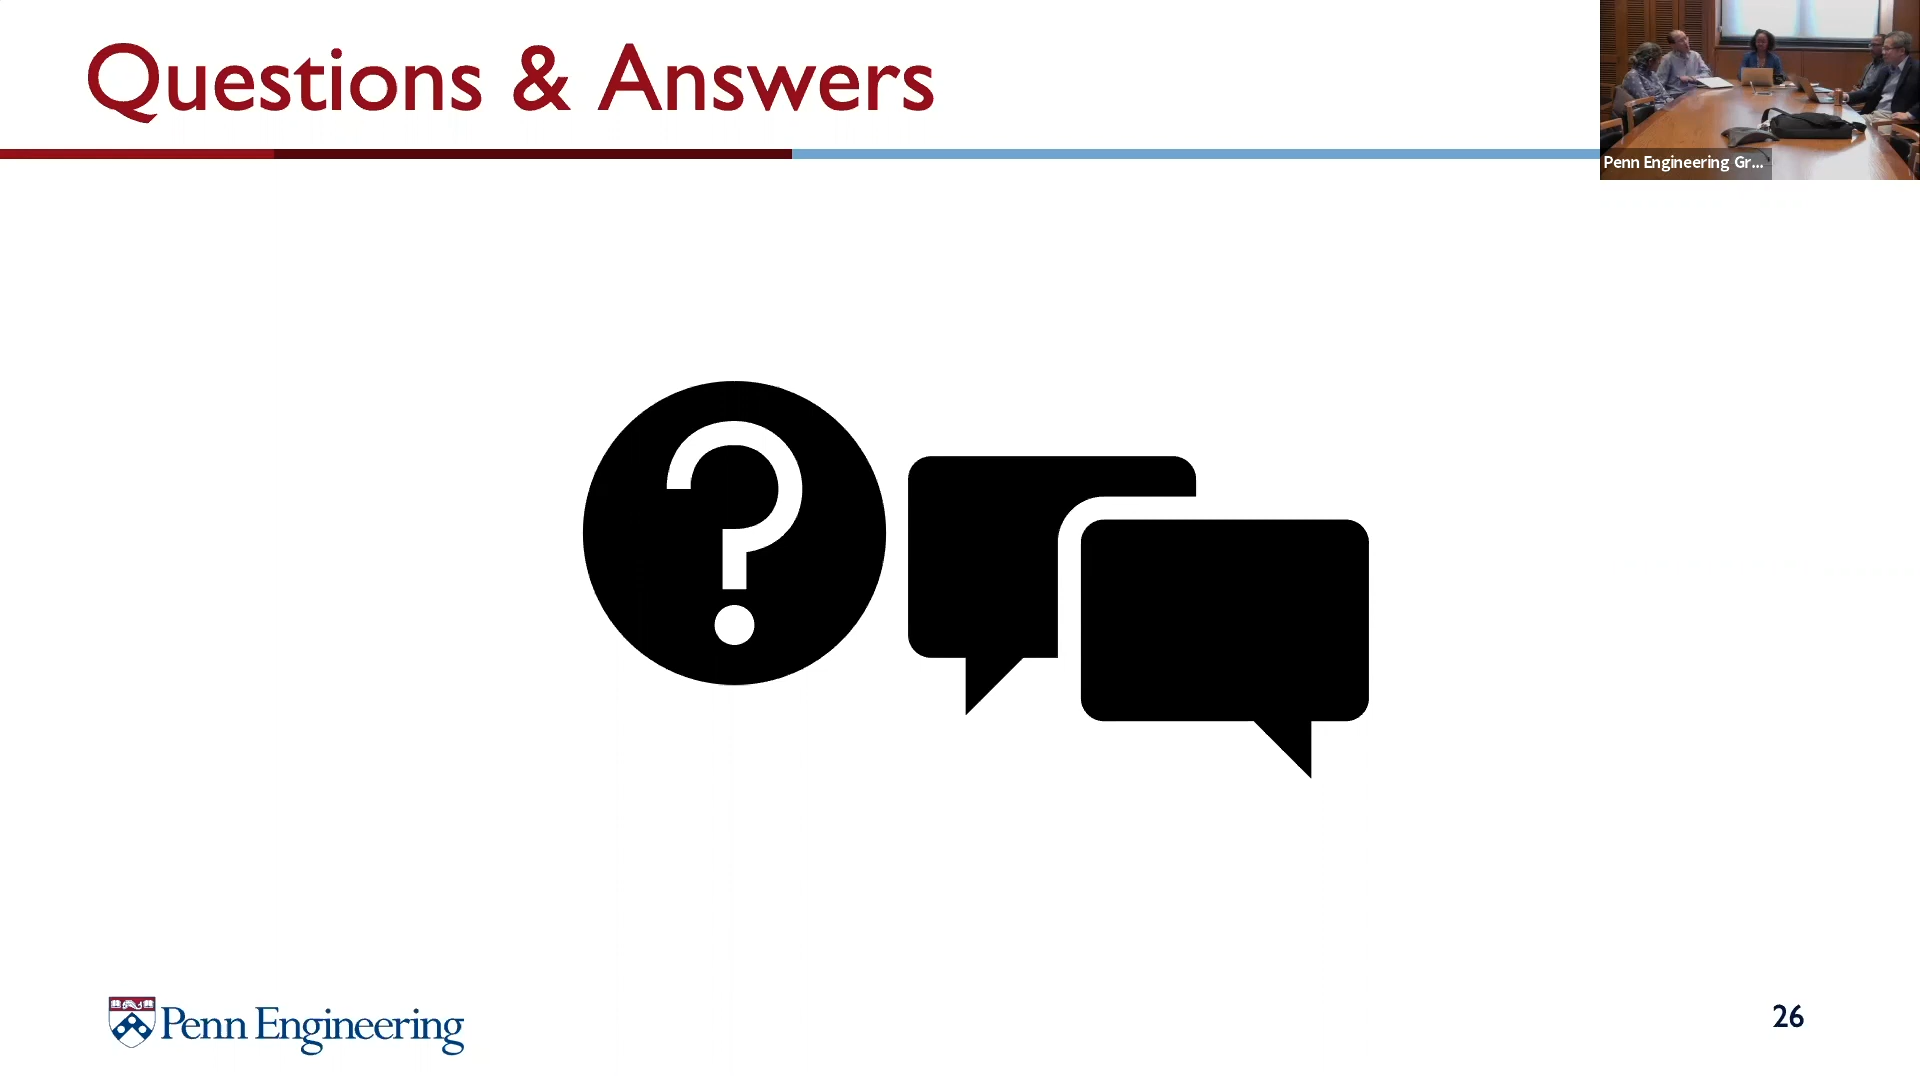 Questions & Answers
Penn Engineering Gr...
?
Penn Engineering
26